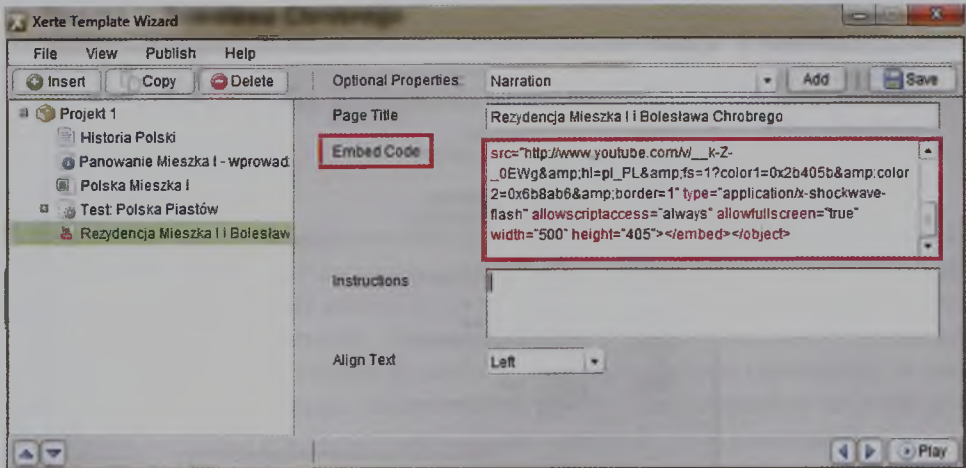 Xerte Template Wizard
File View Publish Help
Insert Copy Delete Optional Properties: Narration Add Save
Projekt 1
Historia Polski
Panowanie Mieszka I - wprowad
Polska Mieszka I
Test: Polska Piastów
Rezydencja Mieszka I i Bolesław
Page Title Rezydencja Mieszka I i Bolesława Chrobrego
Embed Code
src="http://www.youtube.com/v/__k-Z-
_0EWg&amp;hl=pl_PL&amp;fs=1?color1=0x2b405b&amp;color
2=0x6b8ab6&amp;border=1" type="application/x-shockwave-
flash" allowscriptaccess="always" allowfullscreen="true"
width="500" height="405"></embed></object>
Instructions
Align Text Left
Play